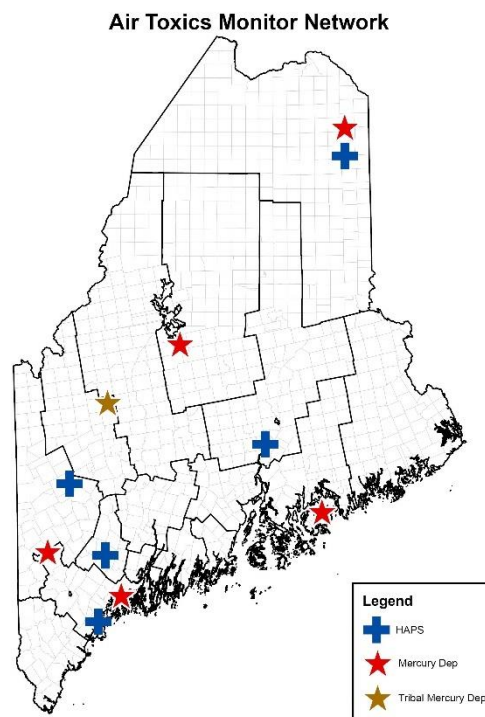 Air Toxics Monitor Network
Legend
HAPS
Mercury Dep
Tribal Mercury Dep